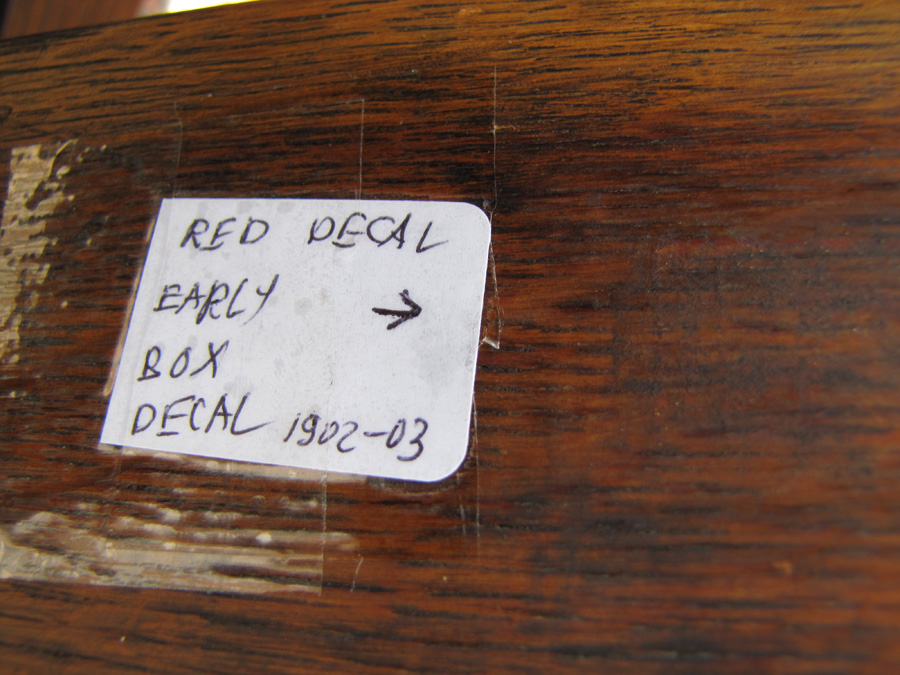 RED DECAL
EARLY →
BOX
DECAL 1902-03